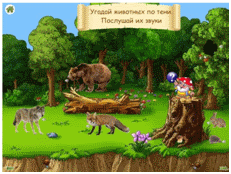 Угадай животных по тени.
Послушай их звуки